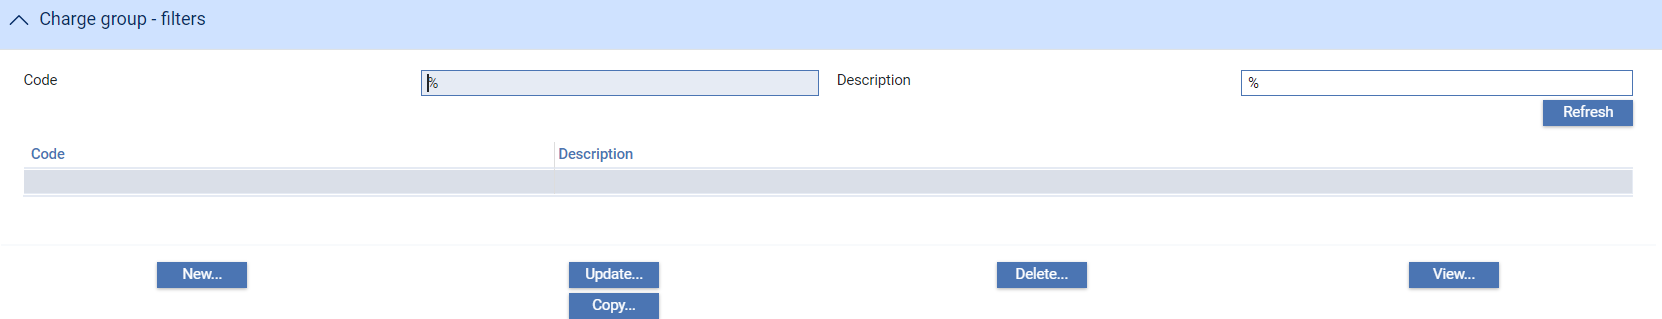 Charge group - filters
Code % Description %
Refresh
Code Description
New... Update... Delete... View...
Copy...